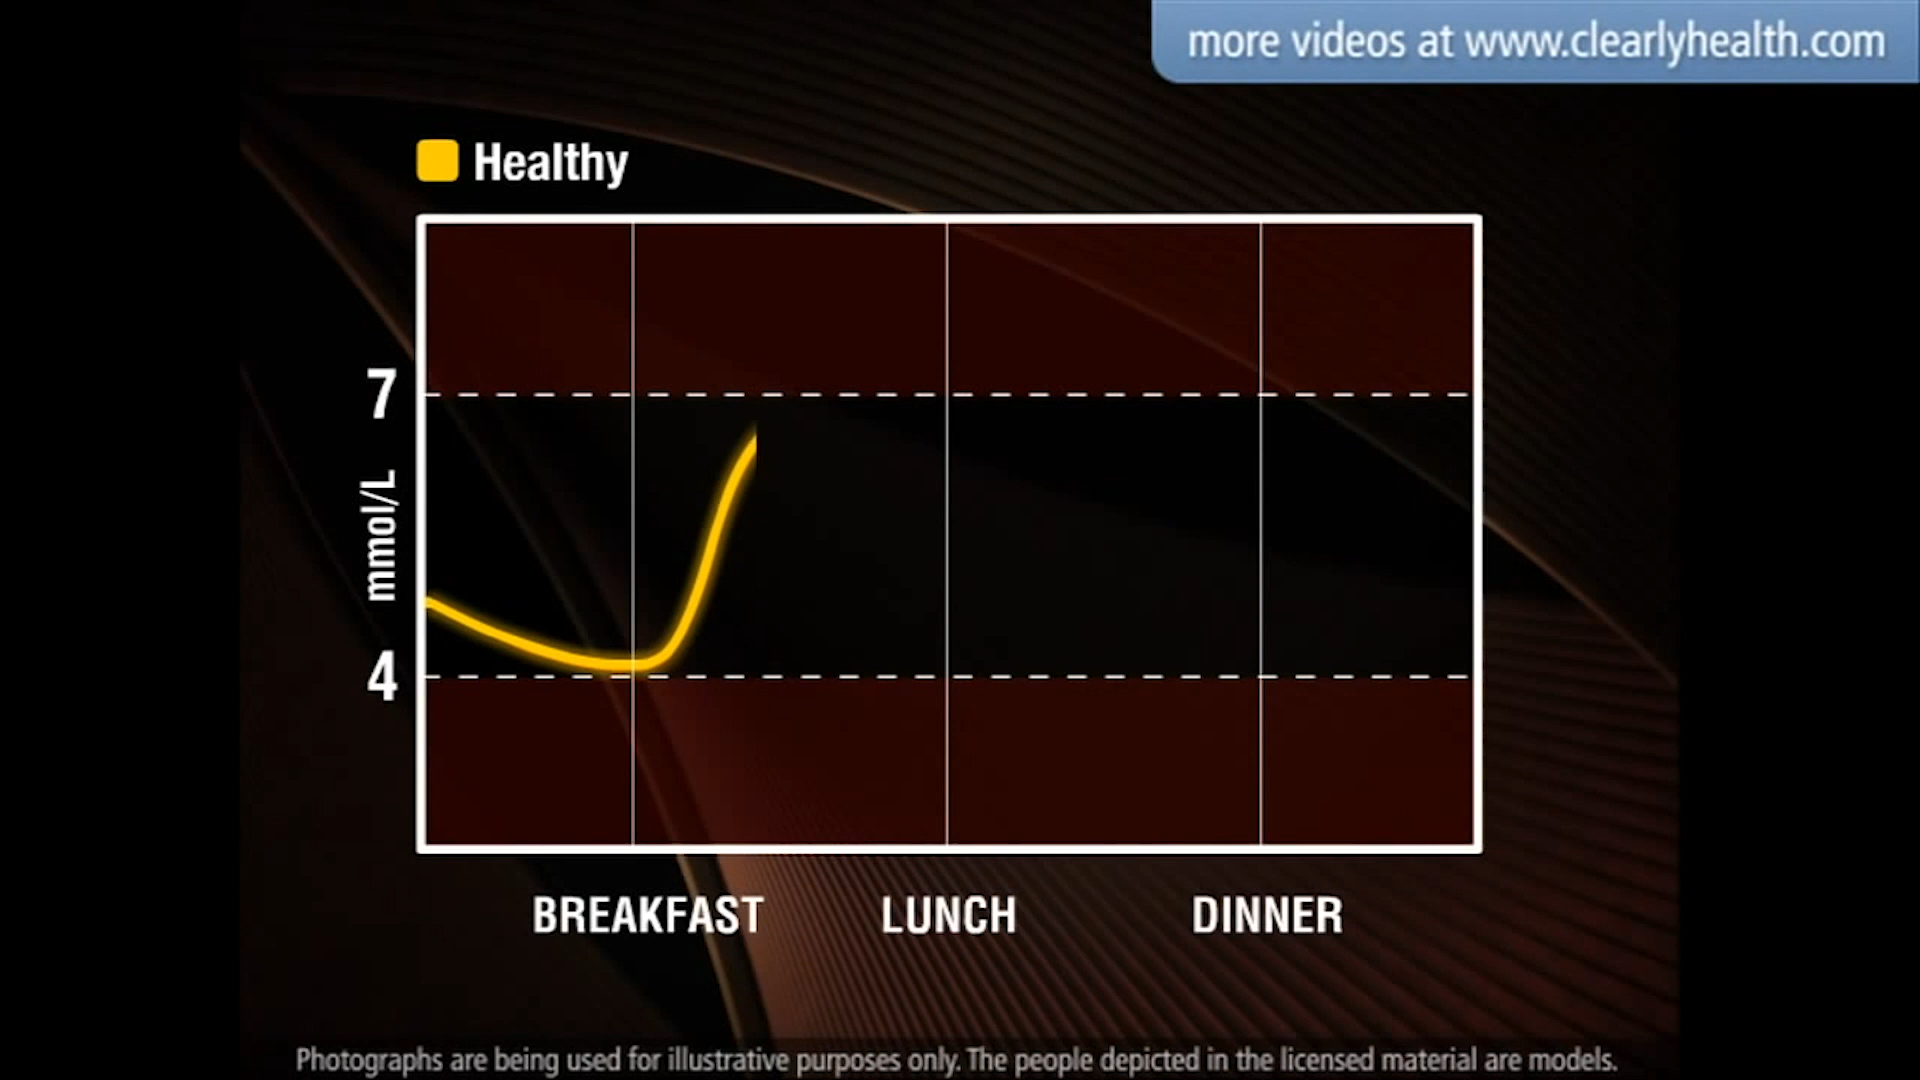 more videos at www.clearlyhealth.com
Healthy
7
mmol/L
4
BREAKFAST LUNCH DINNER
Photographs are being used for illustrative purposes only. The people depicted in the licensed material are models.